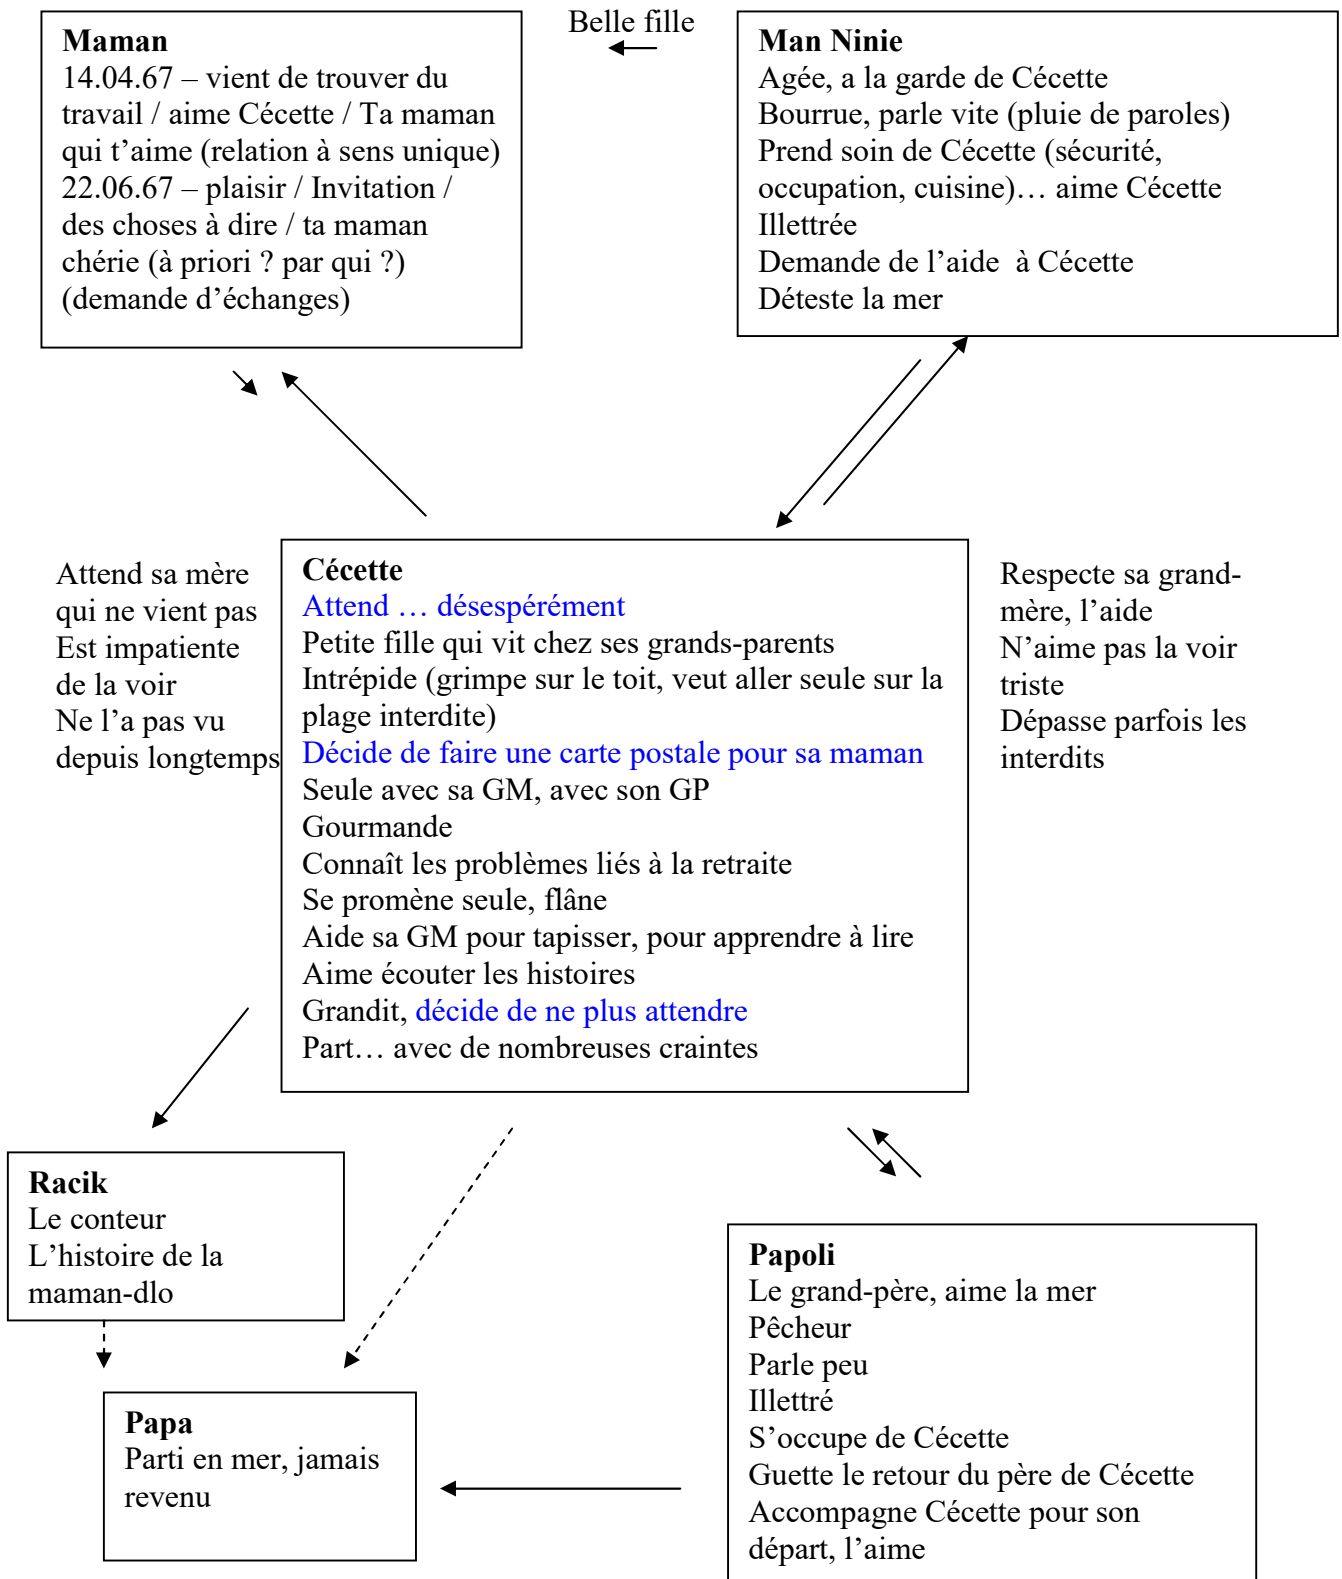 Belle fille
Maman
14.04.67 – vient de trouver du
travail / aime Cécette / Ta maman
qui t’aime (relation à sens unique)
22.06.67 – plaisir / Invitation /
des choses à dire / ta maman
chérie (à priori ? par qui ?)
(demande d’échanges)
Man Ninie
Agée, a la garde de Cécette
Bourrue, parle vite (pluie de paroles)
Prend soin de Cécette (sécurité,
occupation, cuisine)… aime Cécette
Illettrée
Demande de l’aide  à Cécette
Déteste la mer
Attend sa mère
qui ne vient pas
Est impatiente
de la voir
Ne l’a pas vu
depuis longtemps
Cécette
Attend … désespérément
Petite fille qui vit chez ses grands-parents
Intrépide (grimpe sur le toit, veut aller seule sur la
plage interdite)
Décide de faire une carte postale pour sa maman
Seule avec sa GM, avec son GP
Gourmande
Connaît les problèmes liés à la retraite
Se promène seule, flâne
Aide sa GM pour tapisser, pour apprendre à lire
Aime écouter les histoires
Grandit, décide de ne plus attendre
Part… avec de nombreuses craintes
Respecte sa grand-
mère, l’aide
N’aime pas la voir
triste
Dépasse parfois les
interdits
Racik
Le conteur
L’histoire de la
maman-dlo
Papa
Parti en mer, jamais
revenu
Papoli
Le grand-père, aime la mer
Pêcheur
Parle peu
Illettré
S’occupe de Cécette
Guette le retour du père de Cécette
Accompagne Cécette pour son
départ, l’aime